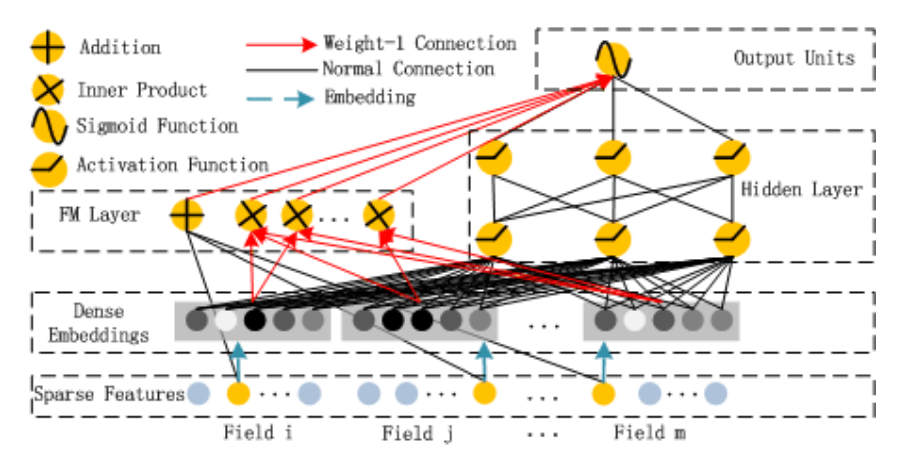 Addition
Inner Product
Sigmoid Function
Activation Function
Weight-1 Connection
Normal Connection
Embedding
Output Units
Hidden Layer
FM Layer
. . .
Dense
Embeddings
. . .
Sparse Features
. . .
. . .
. . .
. . .
Field i
Field j
. . .
Field m